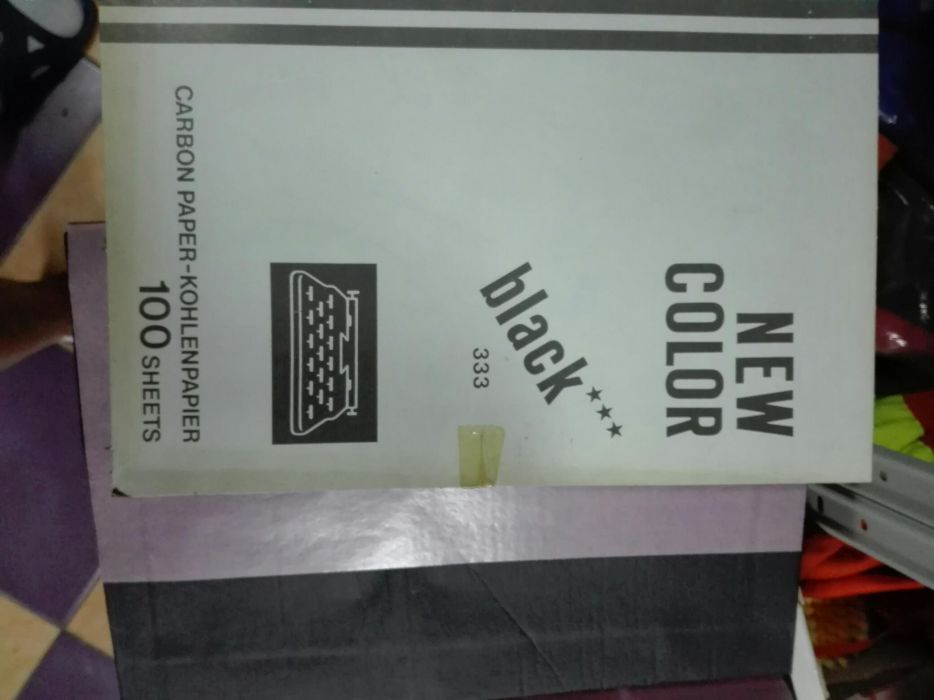 NEW
COLOR
black***
333
CARBON PAPER-KOHLENPAPIER
100 SHEETS